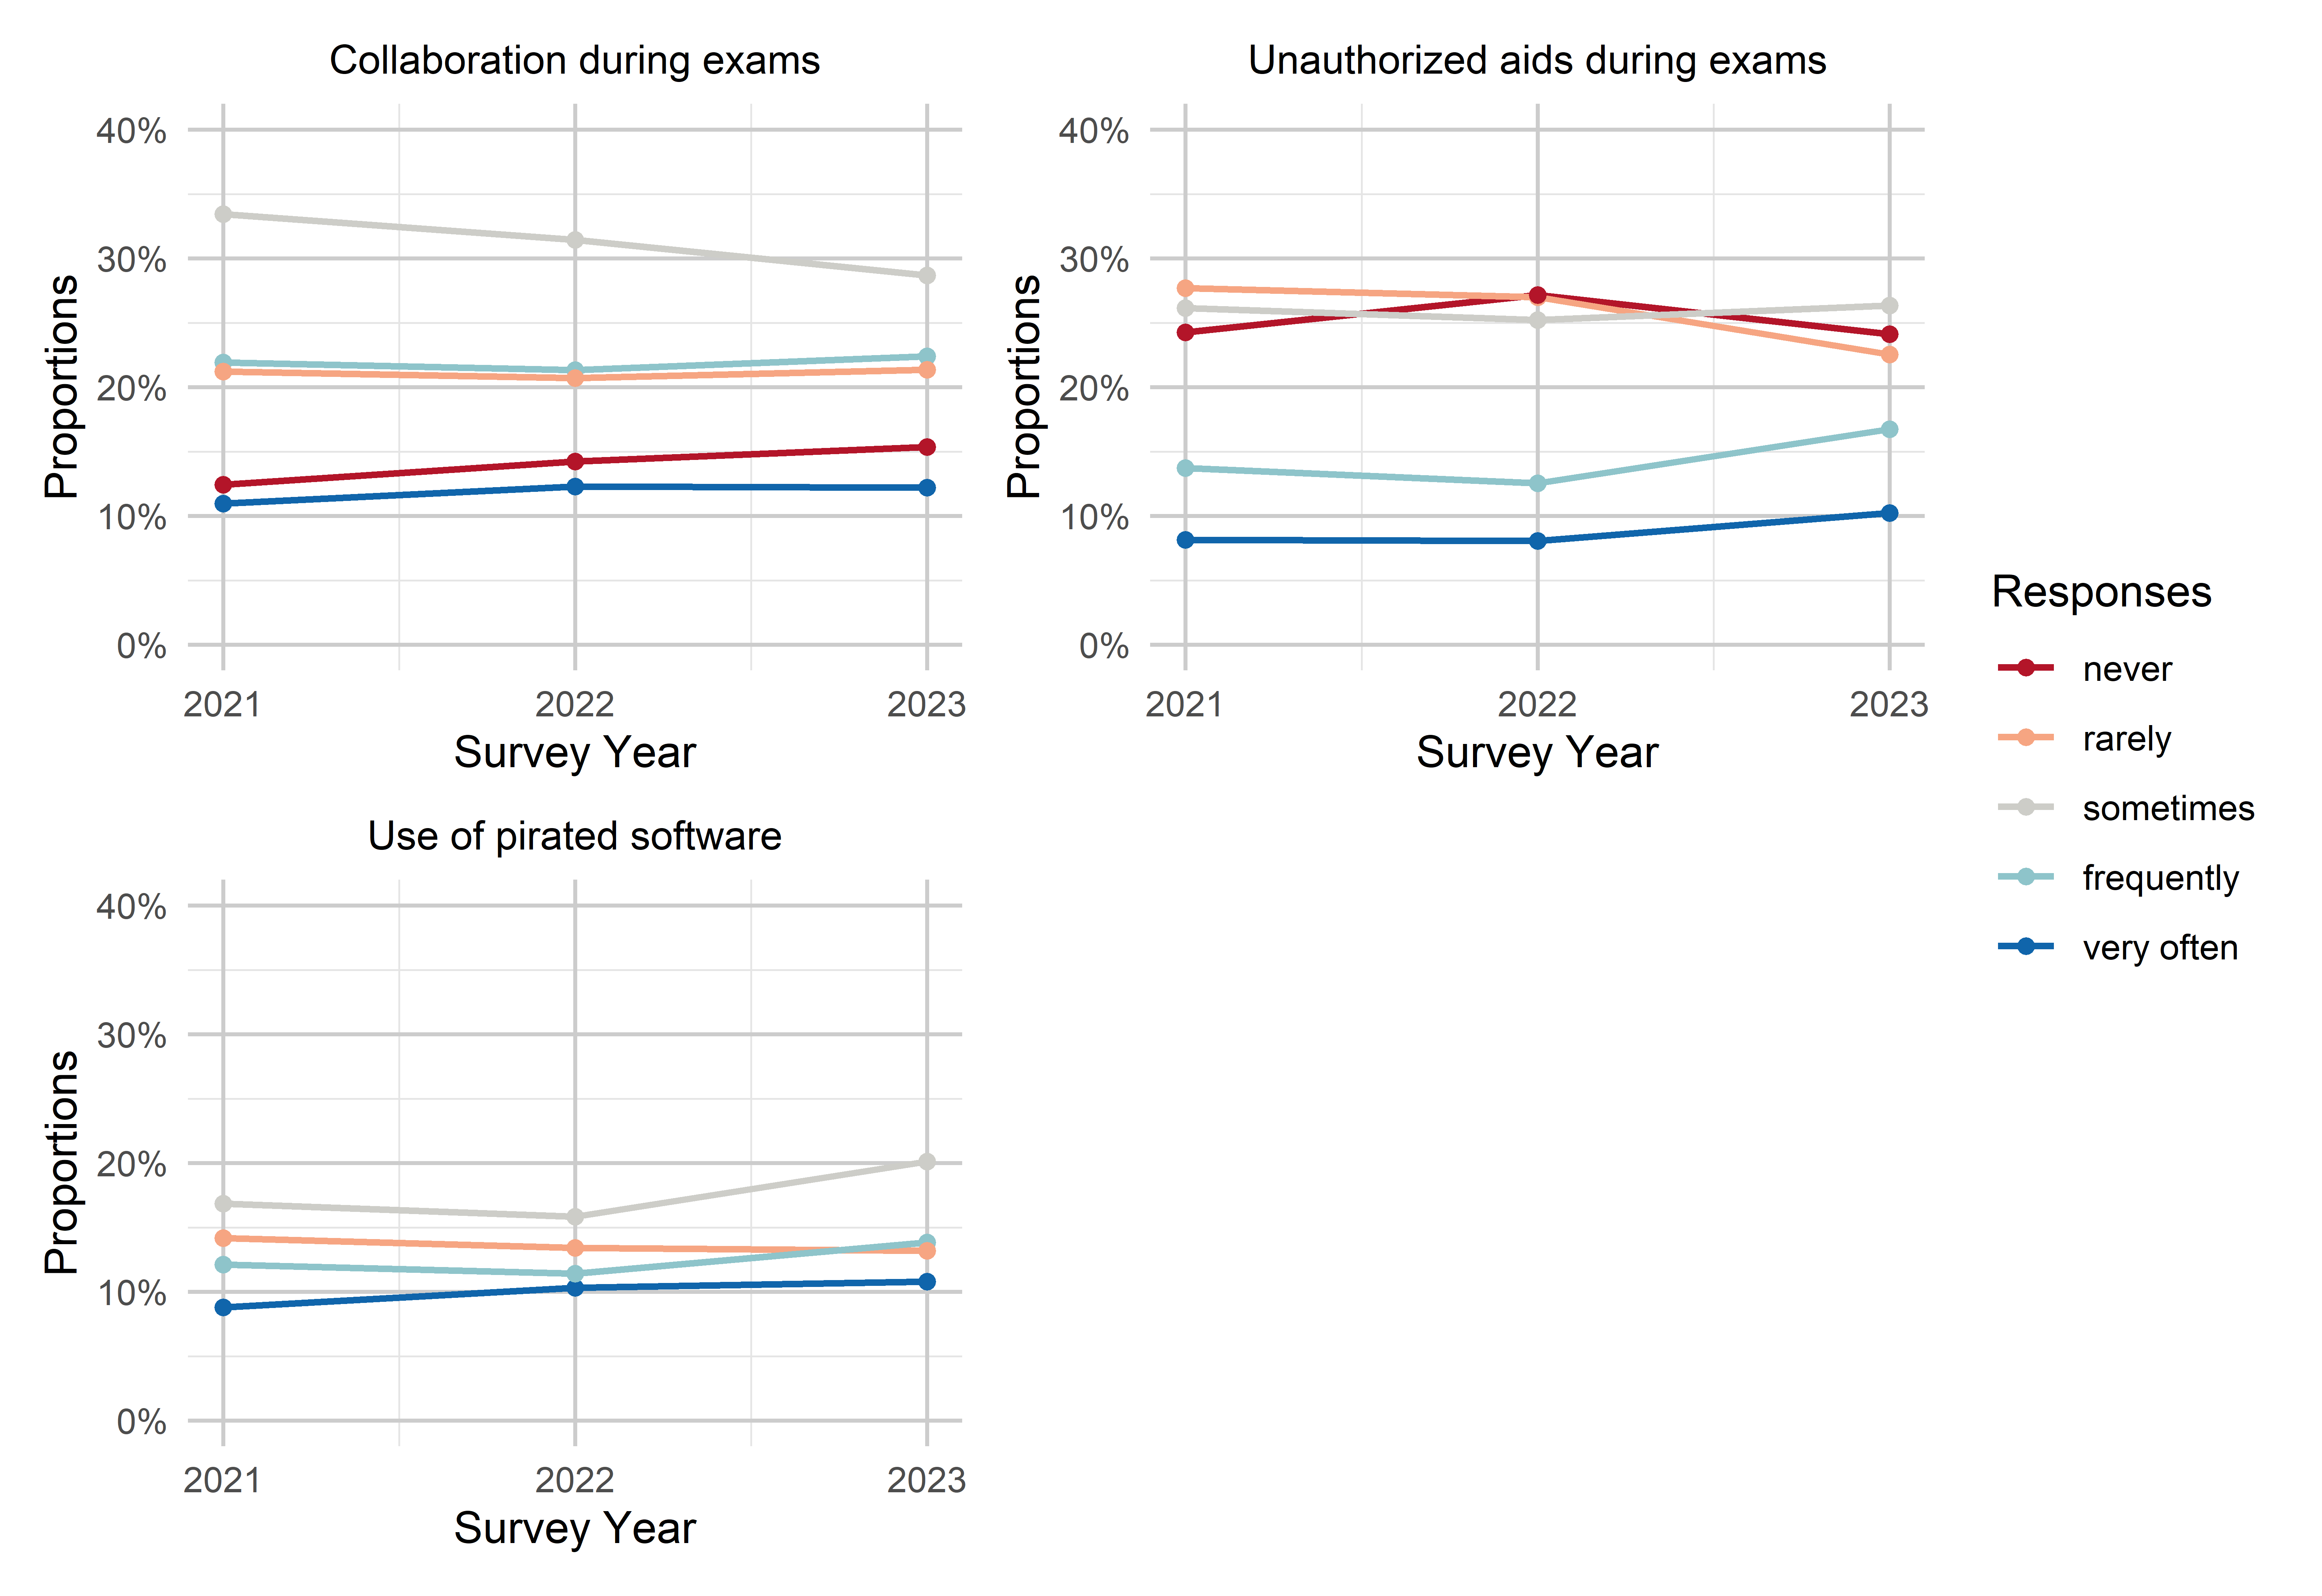 Collaboration during exams
Proportions
40%
30%
20%
10%
0%
2021 2022 2023
Survey Year
Unauthorized aids during exams
Proportions
40%
30%
20%
10%
0%
2021 2022 2023
Survey Year
Use of pirated software
Proportions
40%
30%
20%
10%
0%
2021 2022 2023
Survey Year
Responses
never
rarely
sometimes
frequently
very often